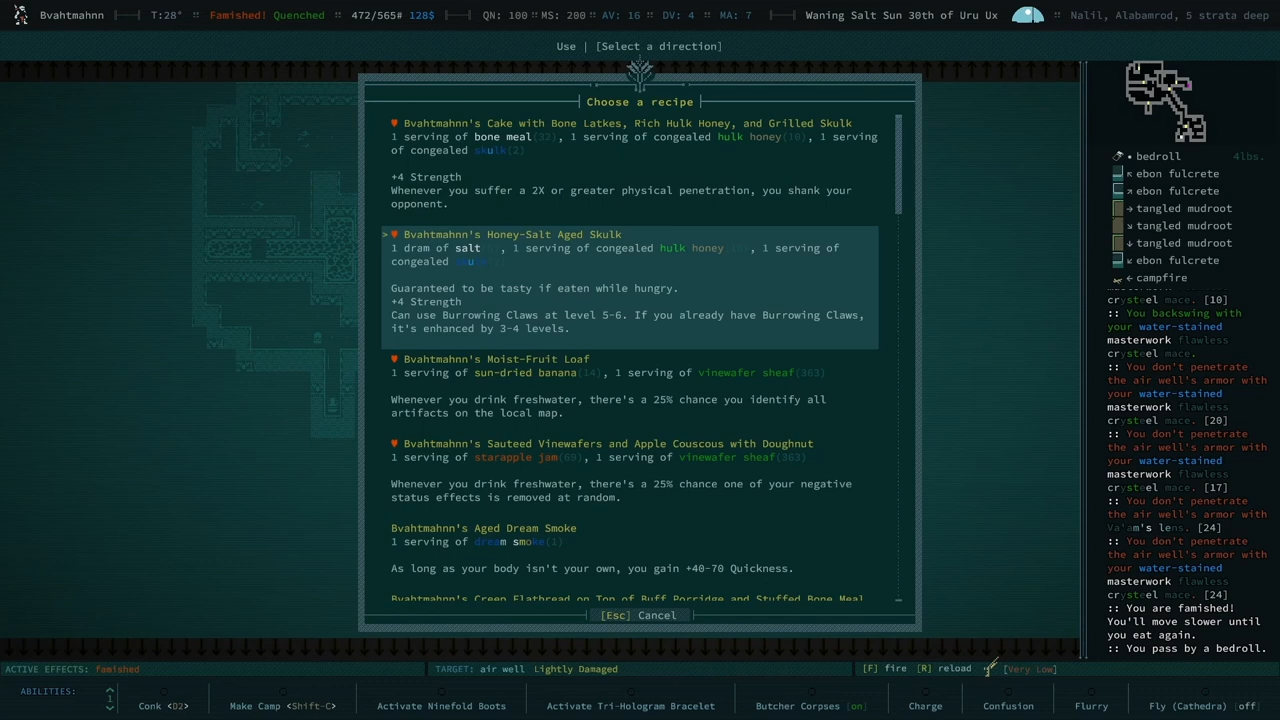 Bvahtmahnn T:28° Famished! Quenched 472/565# 128$ QN: 100 MS: 200 AV: 16 DV: 4 MA: 7 Waning Salt Sun 30th of Uru Ux Nalil, Alabamrod, 5 strata deep
Use | [Select a direction]
Choose a recipe
Bvahtmahnn's Cake with Bone Latkes, Rich Hulk Honey, and Grilled Skulk
1 serving of bone meal(32), 1 serving of congealed hulk honey(10), 1 serving
of congealed skulk(2)
+4 Strength
Whenever you suffer a 2X or greater physical penetration, you shank your
opponent.
> Bvahtmahnn's Honey-Salt Aged Skulk
1 dram of salt , 1 serving of congealed hulk honey , 1 serving of
congealed skulk
Guaranteed to be tasty if eaten while hungry.
+4 Strength
Can use Burrowing Claws at level 5-6. If you already have Burrowing Claws,
it's enhanced by 3-4 levels.
Bvahtmahnn's Moist-Fruit Loaf
1 serving of sun-dried banana(14), 1 serving of vinewafer sheaf(363)
Whenever you drink freshwater, there's a 25% chance you identify all
artifacts on the local map.
Bvahtmahnn's Sauteed Vinewafers and Apple Couscous with Doughnut
1 serving of starapple jam(69), 1 serving of vinewafer sheaf(363)
Whenever you drink freshwater, there's a 25% chance one of your negative
status effects is removed at random.
Bvahtmahnn's Aged Dream Smoke
1 serving of dream smoke(1)
As long as your body isn't your own, you gain +40-70 Quickness.
Bvahtmahnn's Creep Flatbread on Top of Buff Porridge and Stuffed Bone Meal
[Esc] Cancel
bedroll 4lbs.
ebon fulcrete
ebon fulcrete
tangled mudroot
tangled mudroot
tangled mudroot
ebon fulcrete
campfire
crysteel mace. [10]
:: You backswing with
your water-stained
masterwork flawless
crysteel mace.
:: You don't penetrate
the air well's armor with
your water-stained
masterwork flawless
crysteel mace. [20]
:: You don't penetrate
the air well's armor with
your water-stained
masterwork flawless
crysteel mace. [17]
:: You don't penetrate
the air well's armor with
Va'am's lens. [24]
:: You don't penetrate
the air well's armor with
your water-stained
masterwork flawless
crysteel mace. [24]
:: You are famished!
You'll move slower until
you eat again.
:: You pass by a bedroll.
ACTIVE EFFECTS: famished TARGET: air well Lightly Damaged [F] fire [R] reload [Very Low]
ABILITIES: 1 Conk <02> Make Camp <Shift-C> Activate Ninefold Boots Activate Tri-Hologram Bracelet Butcher Corpses [on] Charge Confusion Flurry Fly (Cathedra) [off]